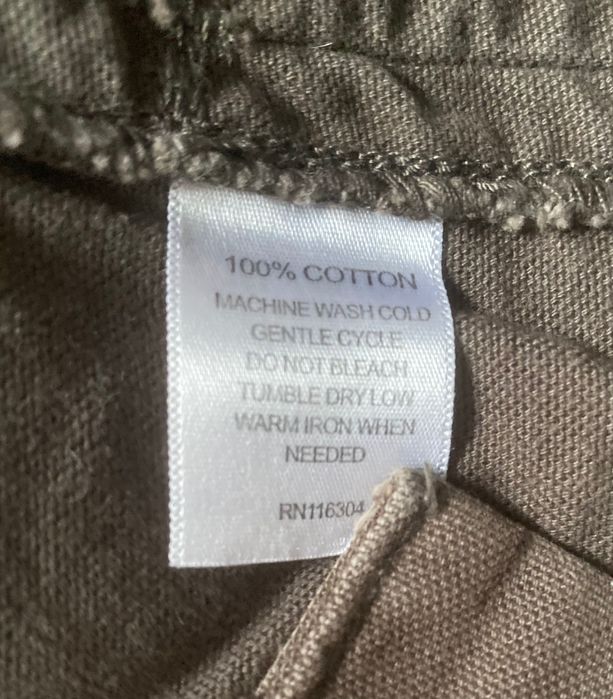 100% COTTON
MACHINE WASH COLD
GENTLE CYCLE
DO NOT BLEACH
TUMBLE DRY LOW
WARM IRON WHEN
NEEDED
RN116304